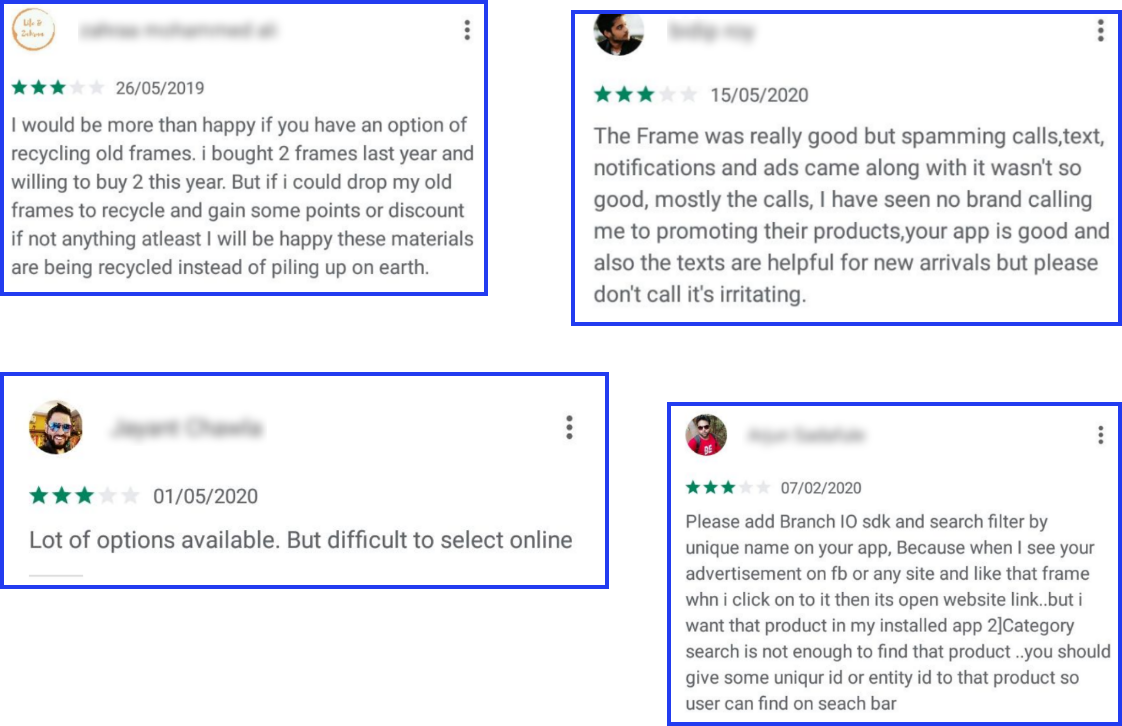 26/05/2019
I would be more than happy if you have an option of
recycling old frames. i bought 2 frames last year and
willing to buy 2 this year. But if i could drop my old
frames to recycle and gain some points or discount
if not anything atleast I will be happy these materials
are being recycled instead of piling up on earth.
15/05/2020
The Frame was really good but spamming calls,text,
notifications and ads came along with it wasn't so
good, mostly the calls, I have seen no brand calling
me to promoting their products,your app is good and
also the texts are helpful for new arrivals but please
don't call it's irritating.
01/05/2020
Lot of options available. But difficult to select online
07/02/2020
Please add Branch IO sdk and search filter by
unique name on your app, Because when I see your
advertisement on fb or any site and like that frame
whn i click on to it then its open website link..but i
want that product in my installed app 2]Category
search is not enough to find that product ..you should
give some uniqur id or entity id to that product so
user can find on seach bar